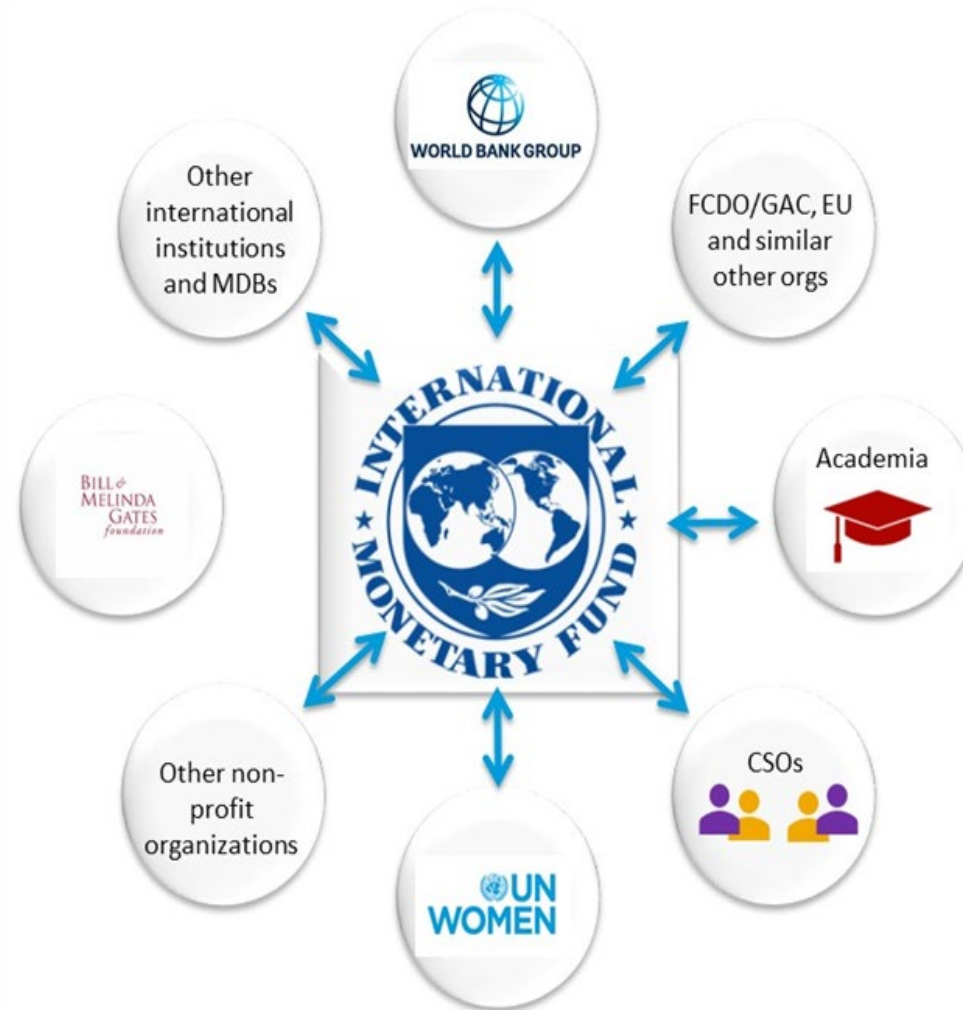 WORLD BANK GROUP
Other
international
institutions
and MDBs
FCDO/GAC, EU
and similar
other orgs
INTERNATIONAL
MONETARY FUND
BILL &
MELINDA
GATES
foundation
Academia
Other non-
profit
organizations
CSOs
UN
WOMEN